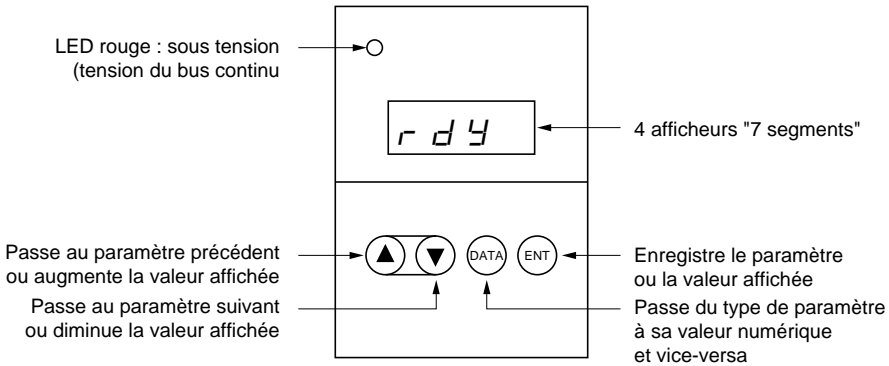 LED rouge : sous tension
(tension du bus continu
rdY
4 afficheurs "7 segments"
Passe au paramètre précédent
ou augmente la valeur affichée
Passe au paramètre suivant
ou diminue la valeur affichée
DATA
ENT
Enregistre le paramètre
ou la valeur affichée
Passe du type de paramètre
à sa valeur numérique
et vice-versa